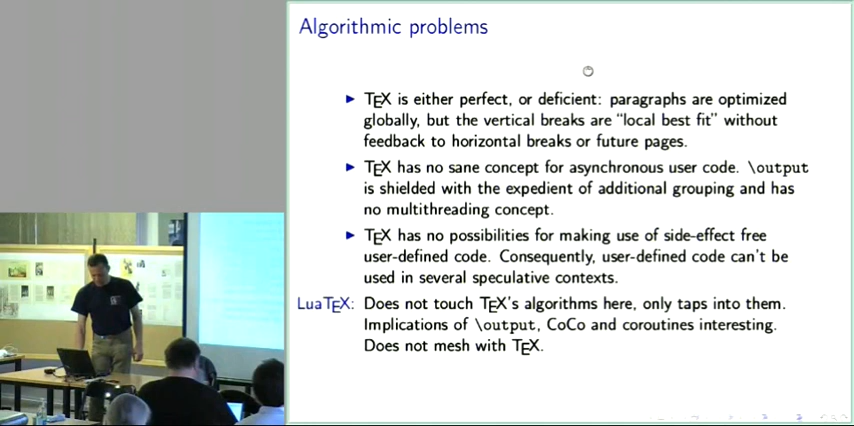 Algorithmic problems
▶ TEX is either perfect, or deficient: paragraphs are optimized
globally, but the vertical breaks are “local best fit” without
feedback to horizontal breaks or future pages.
▶ TEX has no sane concept for asynchronous user code. \output
is shielded with the expedient of additional grouping and has
no multithreading concept.
▶ TEX has no possibilities for making use of side-effect free
user-defined code. Consequently, user-defined code can't be
used in several speculative contexts.
LuaTEX: Does not touch TEX's algorithms here, only taps into them.
Implications of \output, CoCo and coroutines interesting.
Does not mesh with TEX.